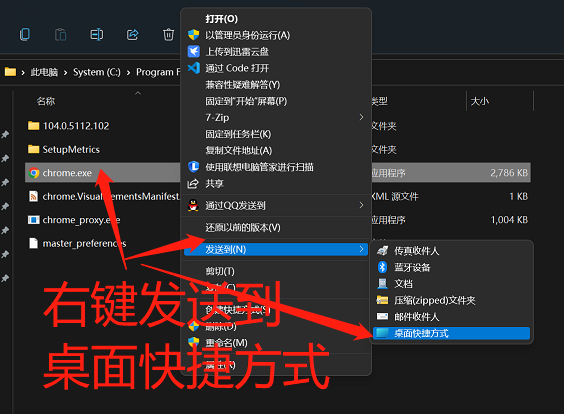 打开(O)
以管理员身份运行(A)
上传到迅雷云盘
通过 Code 打开
兼容性疑难解答(Y)
固定到"开始"屏幕(P)
7-Zip
固定到任务栏(K)
复制文件地址(A)
使用联想电脑管家进行扫描
共享
通过QQ发送到
还原以前的版本(V)
发送到(N)
剪切(T)
创建快捷方式(S)
删除(D)
重命名(M)
属性(R)
此电脑 > System (C:) > Program F
名称
类型
大小
104.0.5112.102
文件夹
SetupMetrics
文件夹
chrome.exe
应用程序
2,786 KB
chrome.VisualElementsManifest.
XML 源文件
1 KB
chrome_proxy.exe
应用程序
1,004 KB
master_preferences
传真收件人
蓝牙设备
文档
压缩(zipped)文件夹
邮件收件人
桌面快捷方式
右键发送到
桌面快捷方式